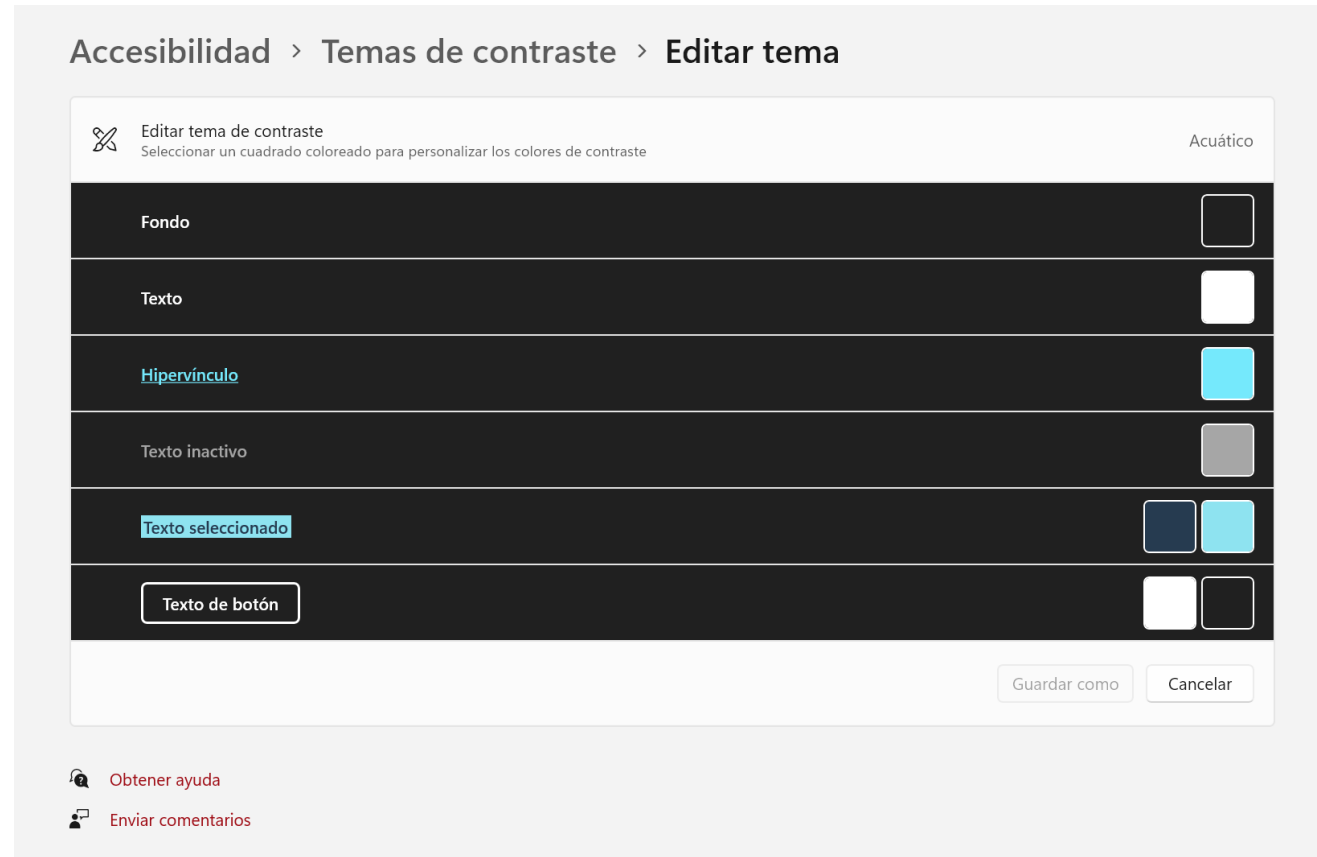 Accesibilidad > Temas de contraste > Editar tema
Editar tema de contraste
Seleccionar un cuadrado coloreado para personalizar los colores de contraste
Acuático
Fondo
Texto
Hipervínculo
Texto inactivo
Texto seleccionado
Texto de botón
Guardar como
Cancelar
Obtener ayuda
Enviar comentarios